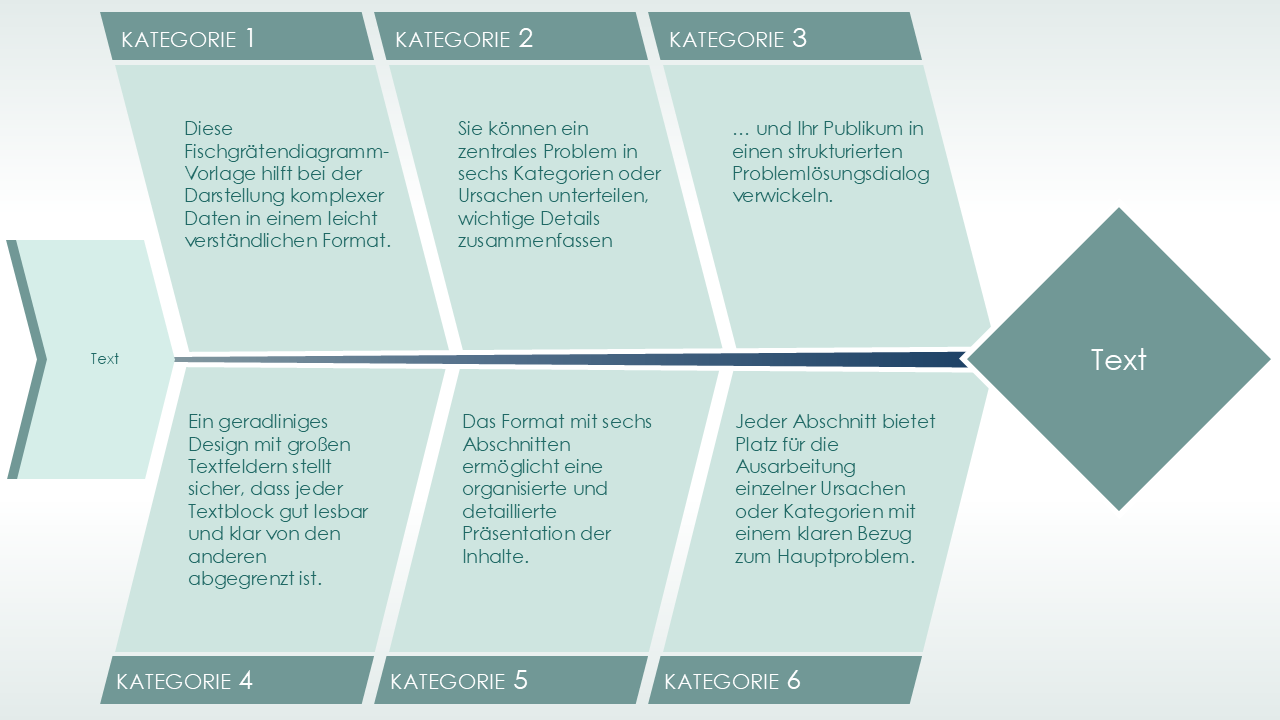 KATEGORIE 1
KATEGORIE 2
KATEGORIE 3
Diese
Fischgrätendiagramm-
Vorlage hilft bei der
Darstellung komplexer
Daten in einem leicht
verständlichen Format.
Sie können ein
zentrales Problem in
sechs Kategorien oder
Ursachen unterteilen,
wichtige Details
zusammenfassen
… und Ihr Publikum in
einen strukturierten
Problemlösungsdialog
verwickeln.
Text
Text
Ein geradliniges
Design mit großen
Textfeldern stellt
sicher, dass jeder
Textblock gut lesbar
und klar von den
anderen
abgegrenzt ist.
Das Format mit sechs
Abschnitten
ermöglicht eine
organisierte und
detaillierte
Präsentation der
Inhalte.
Jeder Abschnitt bietet
Platz für die
Ausarbeitung
einzelner Ursachen
oder Kategorien mit
einem klaren Bezug
zum Hauptproblem.
KATEGORIE 4
KATEGORIE 5
KATEGORIE 6